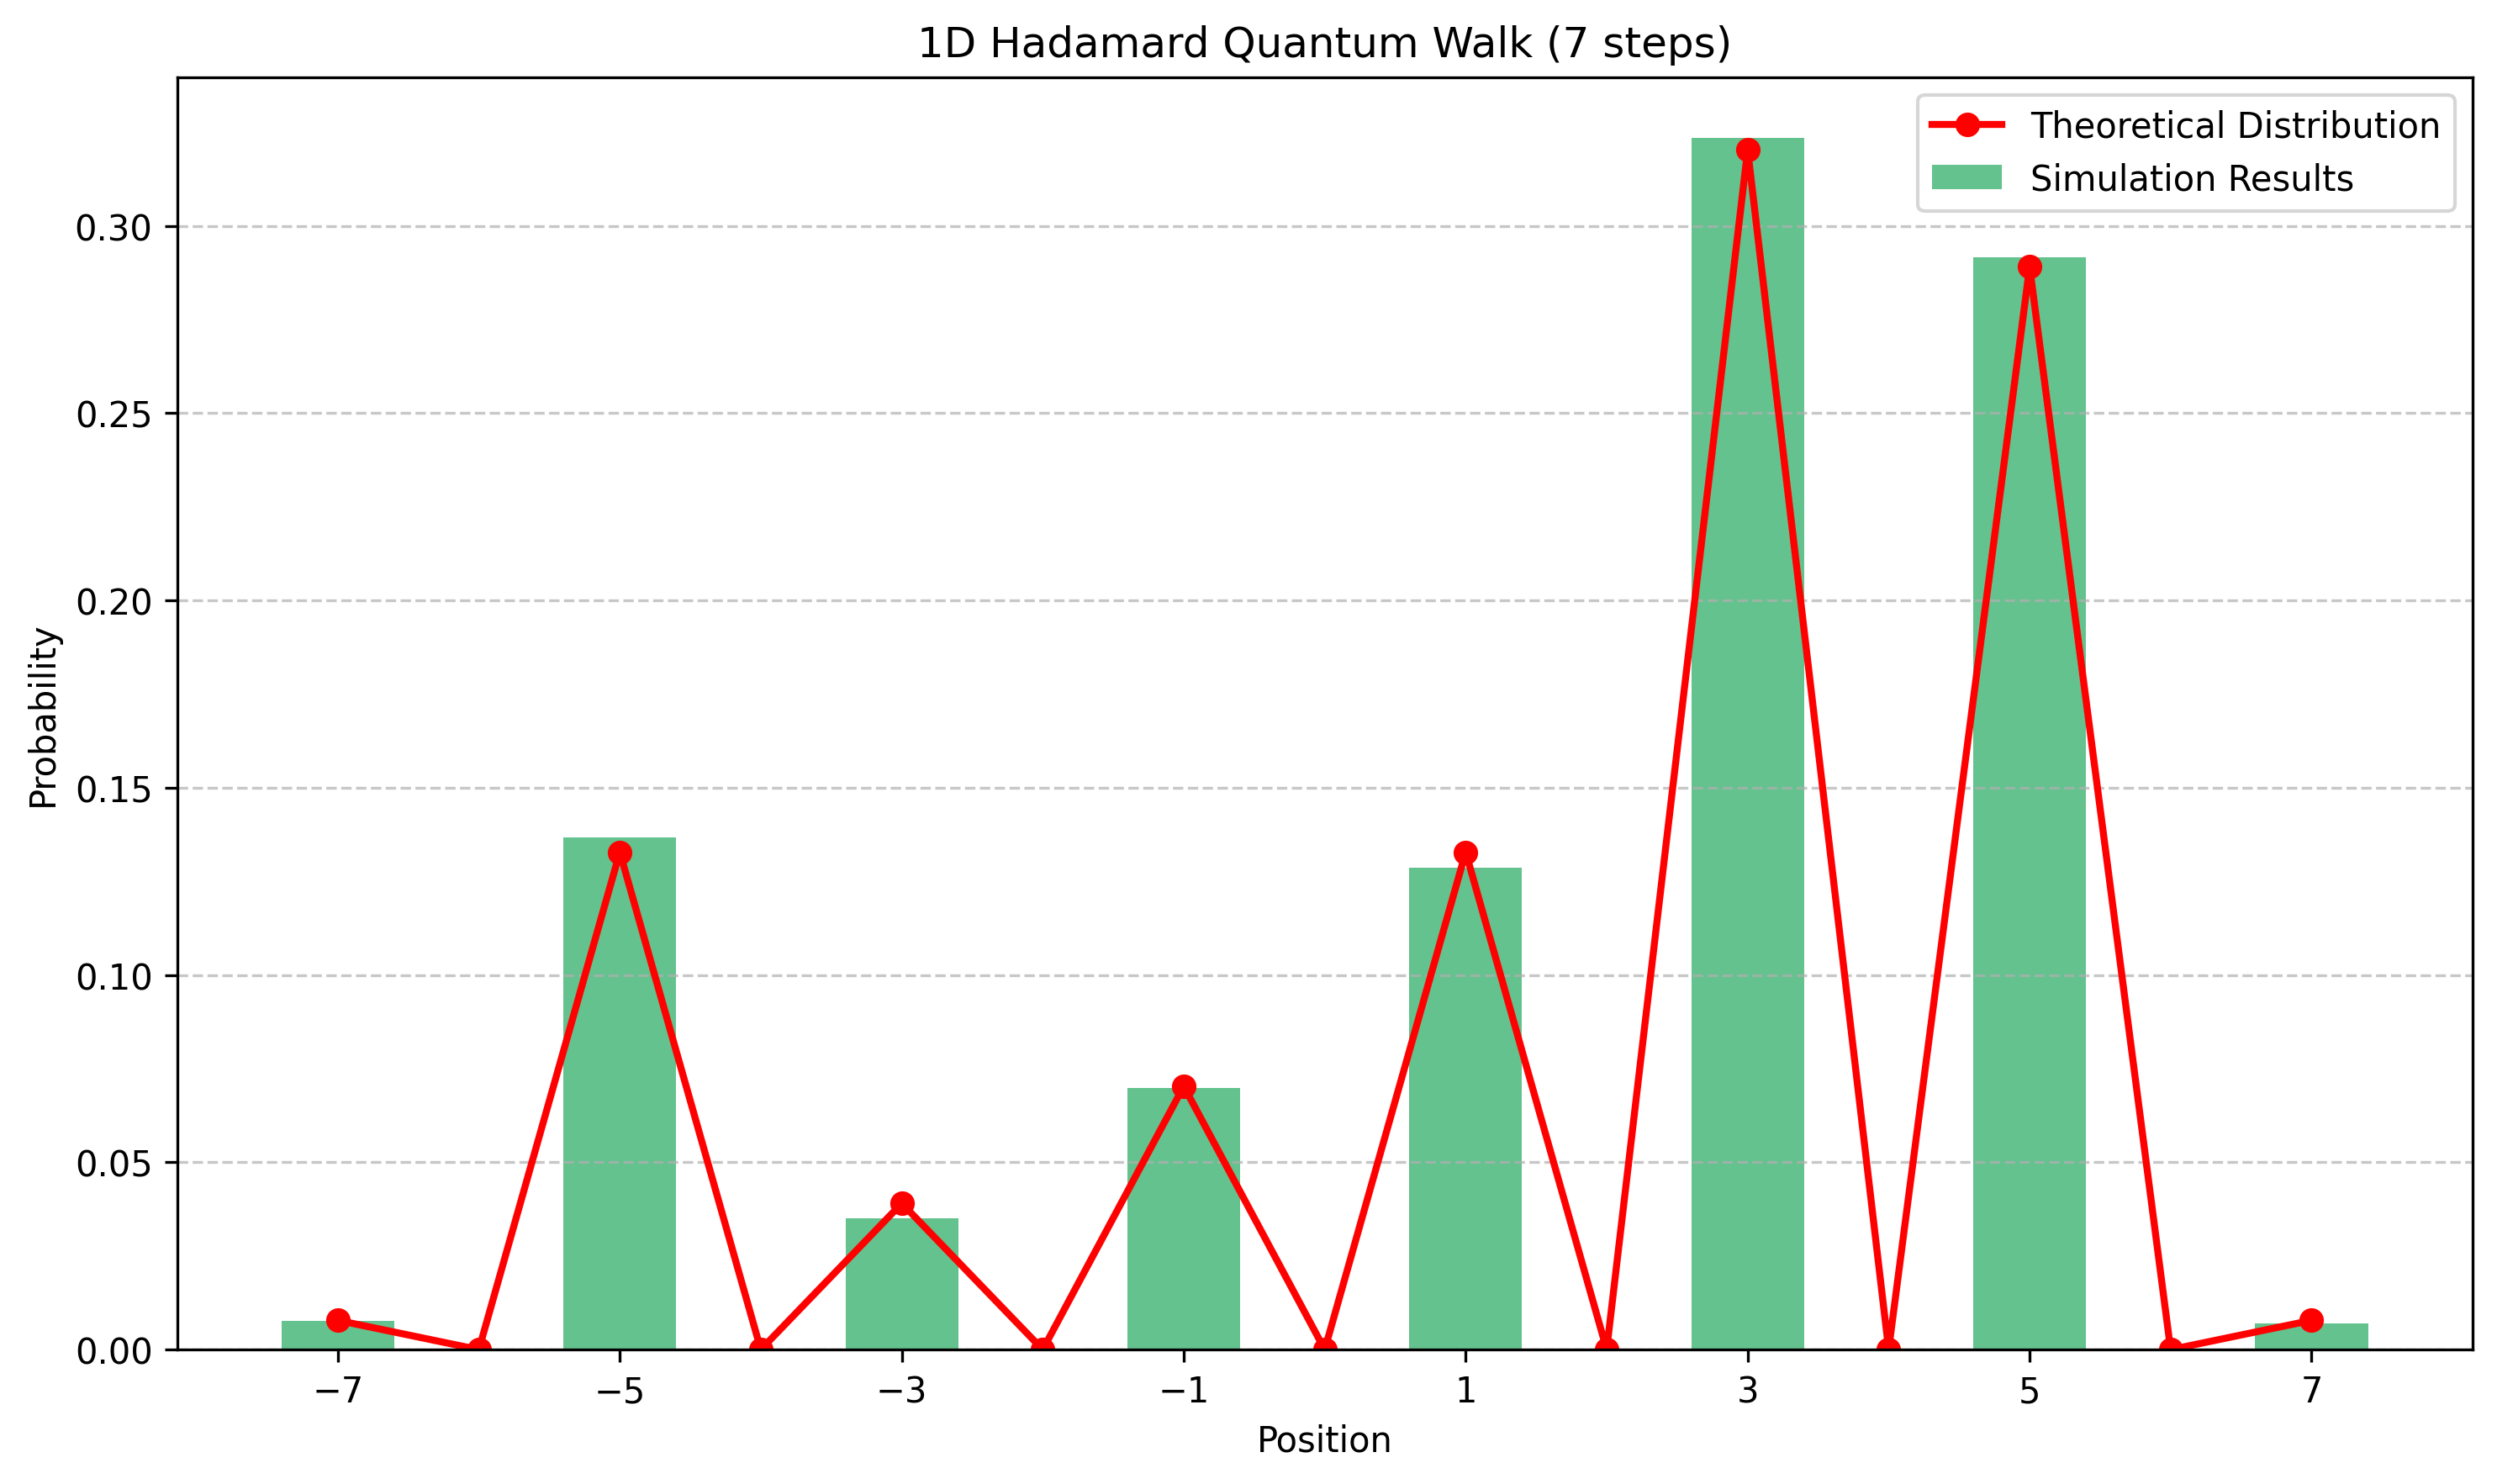 1D Hadamard Quantum Walk (7 steps)
Theoretical Distribution
Simulation Results
Probability
0.30
0.25
0.20
0.15
0.10
0.05
0.00
−7 −5 −3 −1 1 3 5 7
Position